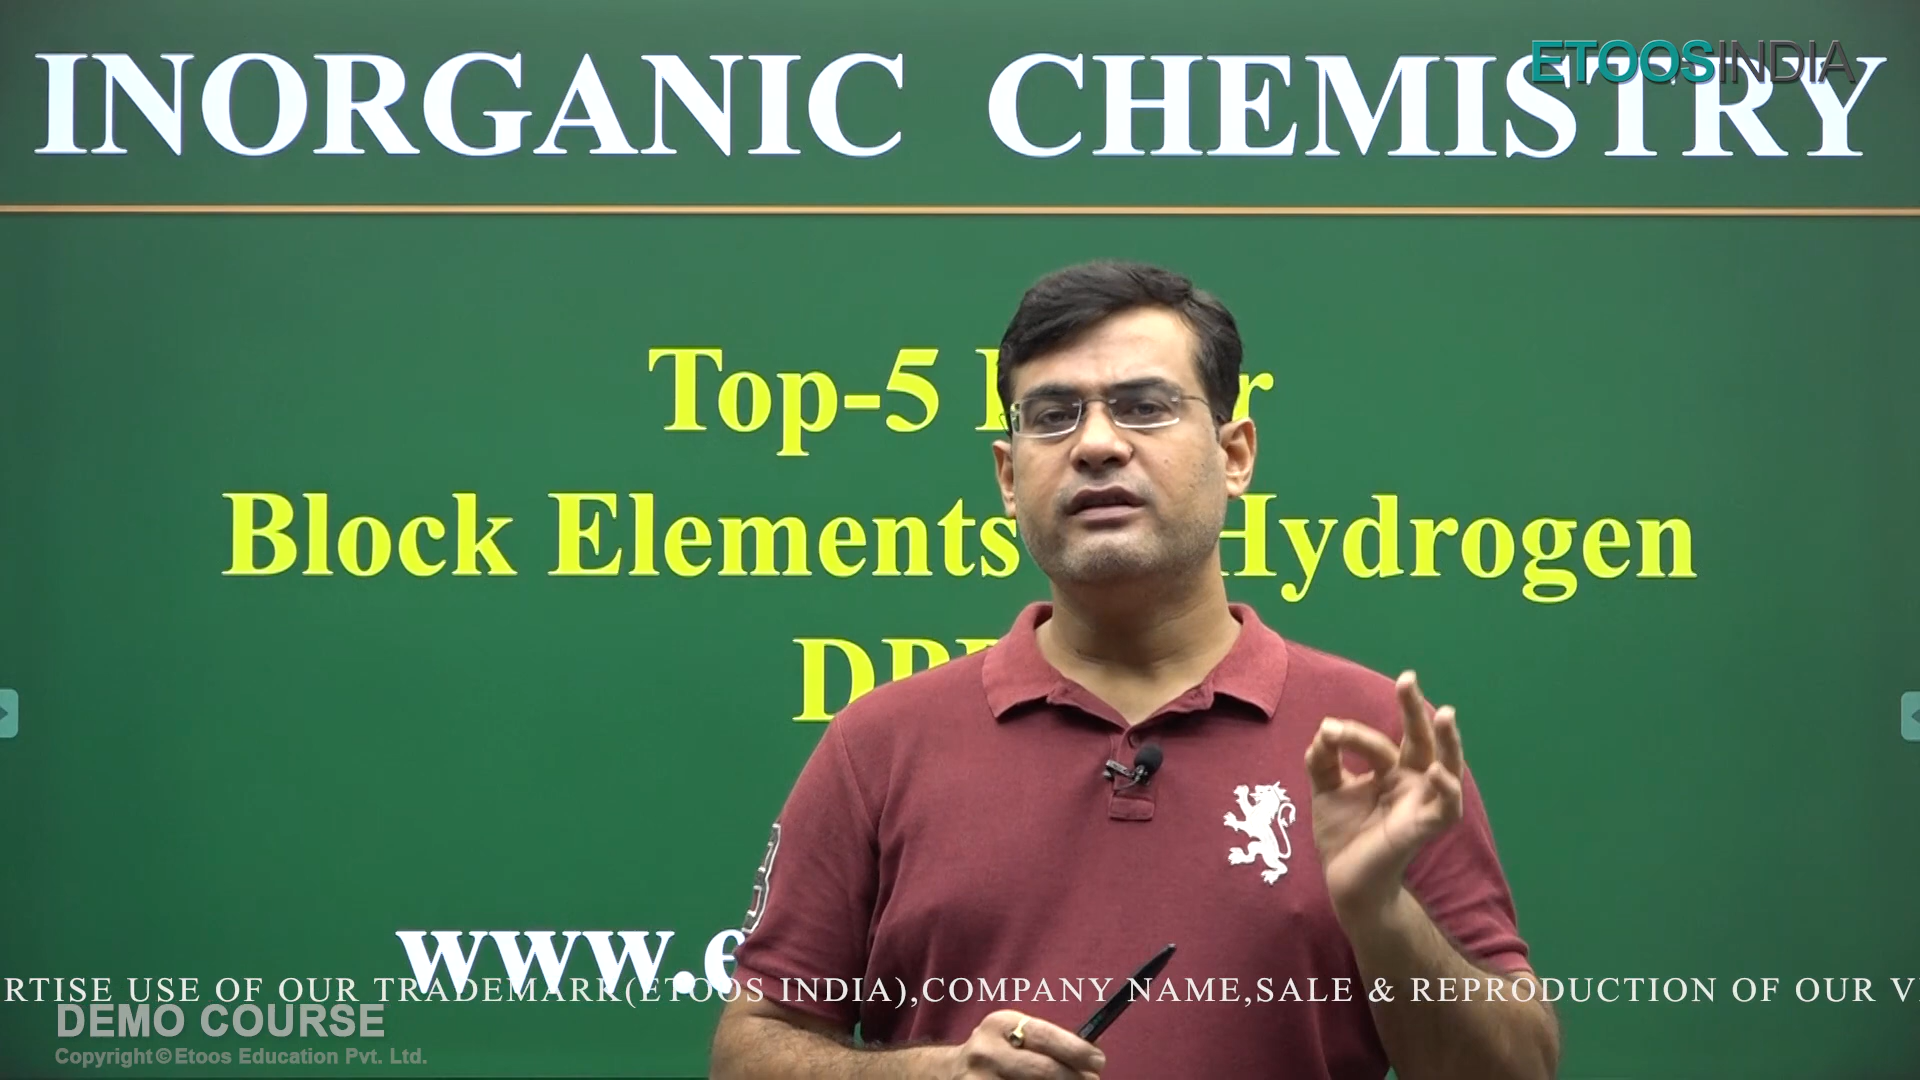 INORGANIC CHEMISTRY
ETOOSINDIA
Top-5
Block Elements Hydrogen
www.e
RTISE USE OF OUR TRADEMARK(ETOOS INDIA),COMPANY NAME,SALE & REPRODUCTION OF OUR V
DEMO COURSE
Copyright©Etoos Education Pvt. Ltd.